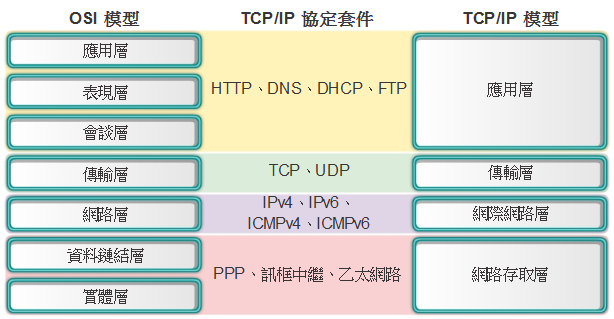 OSI 模型
TCP/IP 協定套件
TCP/IP 模型
應用層
表現層
會談層
HTTP、DNS、DHCP、FTP
應用層
傳輸層
TCP、UDP
傳輸層
網路層
IPv4、IPv6、
ICMPv4、ICMPv6
網際網路層
資料鏈結層
實體層
PPP、訊框中繼、乙太網路
網路存取層